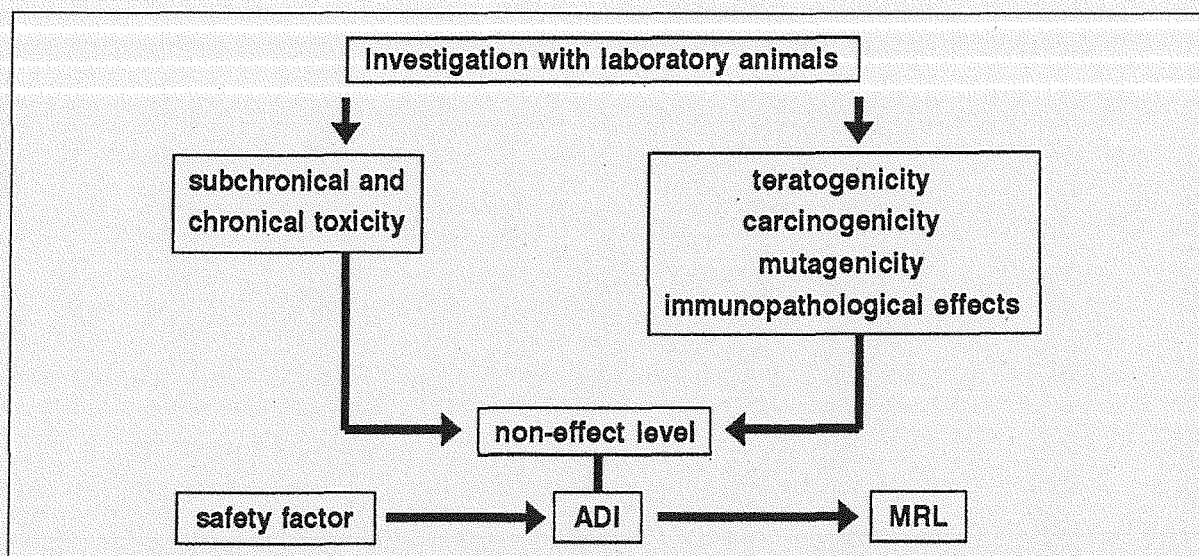 Investigation with laboratory animals
subchronical and
chronical toxicity
teratogenicity
carcinogenicity
mutagenicity
immunopathological effects
non-effect level
safety factor
ADI
MRL